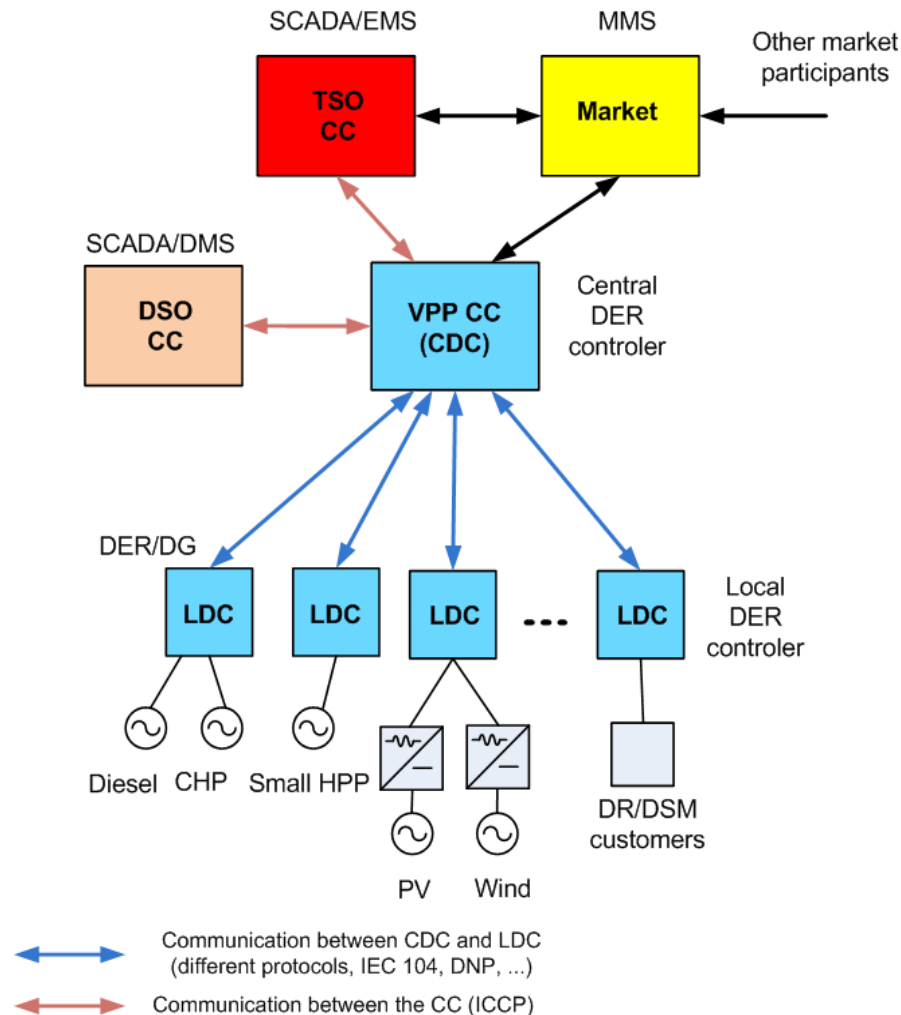 SCADA/EMS
MMS
Other market
participants
TSO
CC
Market
SCADA/DMS
DSO
CC
VPP CC
(CDC)
Central
DER
controler
DER/DG
LDC
LDC
LDC
LDC
Local
DER
controler
Diesel
CHP
Small HPP
DR/DSM
customers
PV
Wind
Communication between CDC and LDC
(different protocols, IEC 104, DNP, ...)
Communication between the CC (ICCP)